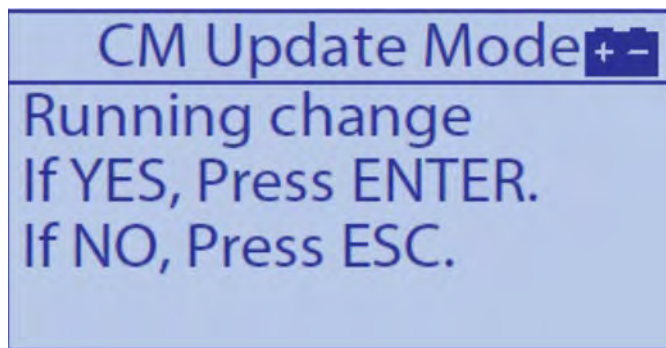 CM Update Mode
Running change
If YES, Press ENTER.
If NO, Press ESC.